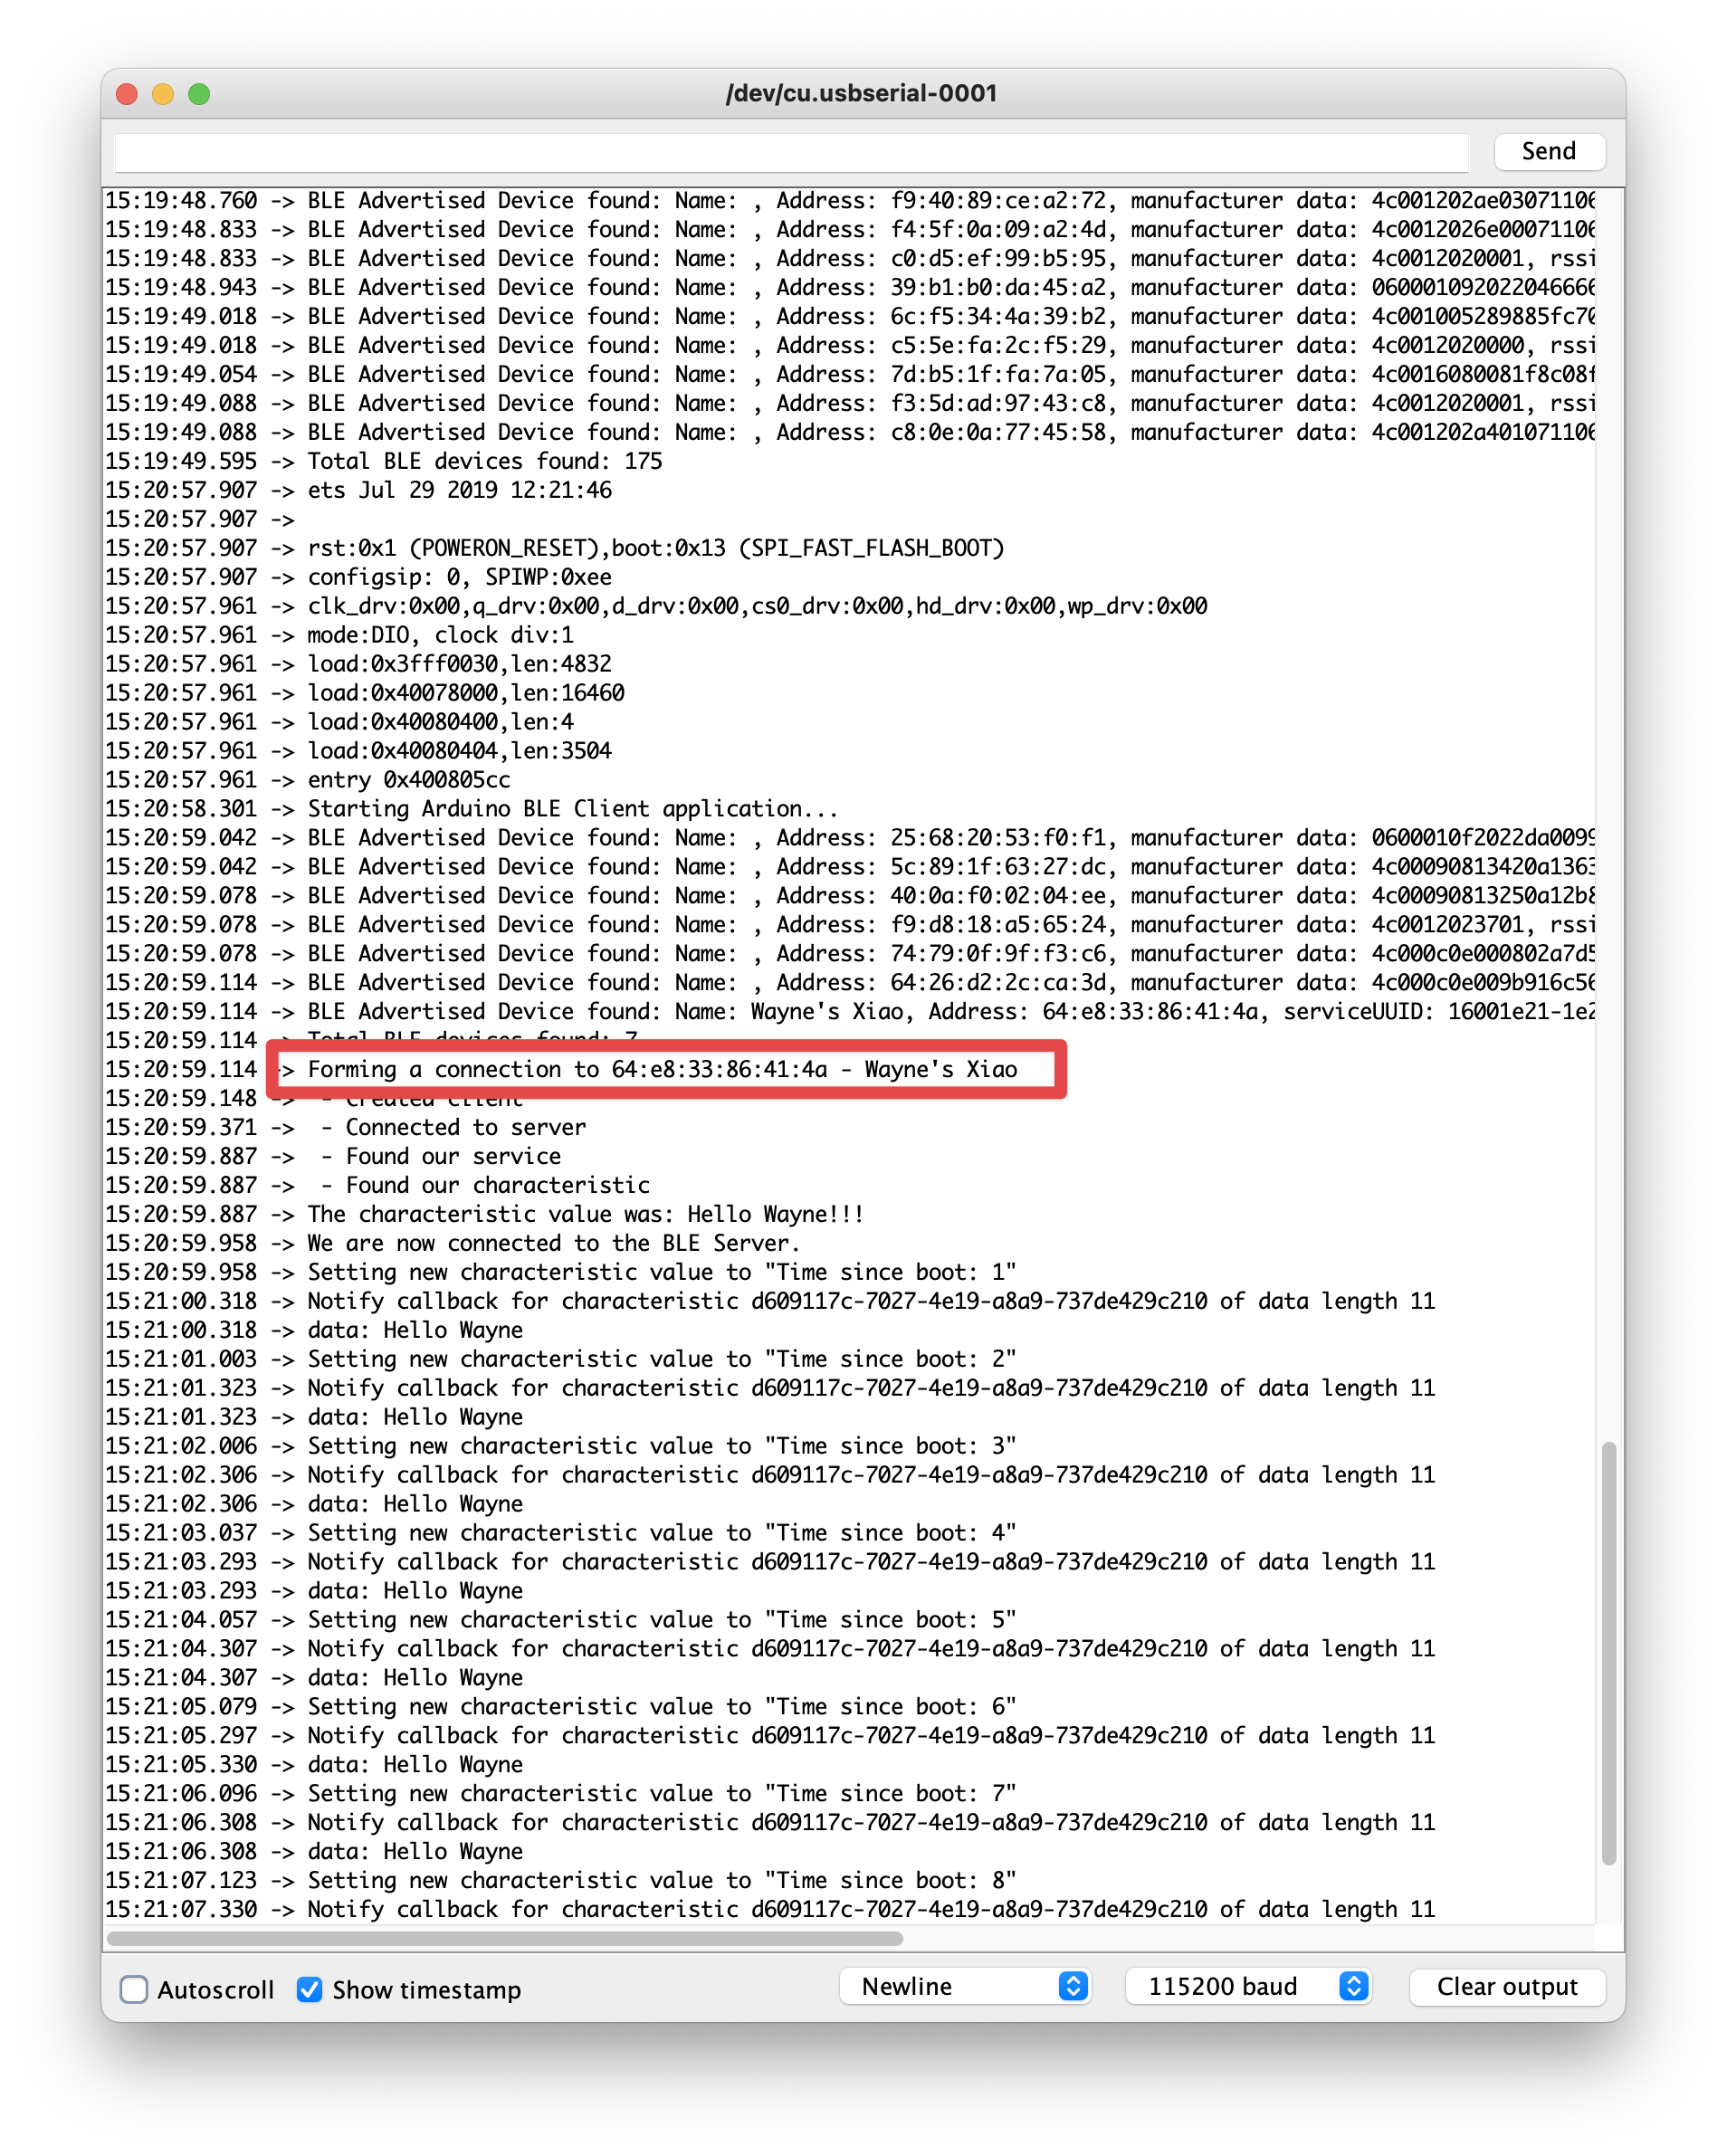 /dev/cu.usbserial-0001
Send
15:19:48.760 -> BLE Advertised Device found: Name: , Address: f9:40:89:ce:a2:72, manufacturer data: 4c001202ae03071106
15:19:48.833 -> BLE Advertised Device found: Name: , Address: f4:5f:0a:09:a2:4d, manufacturer data: 4c0012026e00071106
15:19:48.833 -> BLE Advertised Device found: Name: , Address: c0:d5:ef:99:b5:95, manufacturer data: 4c0012020001, rssi
15:19:48.943 -> BLE Advertised Device found: Name: , Address: 39:b1:b0:da:45:a2, manufacturer data: 060001092022046666
15:19:49.018 -> BLE Advertised Device found: Name: , Address: 6c:f5:34:4a:39:b2, manufacturer data: 4c001005289885fc70
15:19:49.018 -> BLE Advertised Device found: Name: , Address: c5:5e:fa:2c:f5:29, manufacturer data: 4c0012020000, rssi
15:19:49.054 -> BLE Advertised Device found: Name: , Address: 7d:b5:1f:fa:7a:05, manufacturer data: 4c0016080081f8c08f
15:19:49.088 -> BLE Advertised Device found: Name: , Address: f3:5d:ad:97:43:c8, manufacturer data: 4c0012020001, rssi
15:19:49.088 -> BLE Advertised Device found: Name: , Address: c8:0e:0a:77:45:58, manufacturer data: 4c001202a401071106
15:19:49.595 -> Total BLE devices found: 175
15:20:57.907 -> ets Jul 29 2019 12:21:46
15:20:57.907 ->
15:20:57.907 -> rst:0x1 (POWERON_RESET),boot:0x13 (SPI_FAST_FLASH_BOOT)
15:20:57.907 -> configsip: 0, SPIWP:0xee
15:20:57.961 -> clk_drv:0x00,q_drv:0x00,d_drv:0x00,cs0_drv:0x00,hd_drv:0x00,wp_drv:0x00
15:20:57.961 -> mode:DIO, clock div:1
15:20:57.961 -> load:0x3fff0030,len:4832
15:20:57.961 -> load:0x40078000,len:16460
15:20:57.961 -> load:0x40080400,len:4
15:20:57.961 -> load:0x40080404,len:3504
15:20:57.961 -> entry 0x400805cc
15:20:58.301 -> Starting Arduino BLE Client application...
15:20:59.042 -> BLE Advertised Device found: Name: , Address: 25:68:20:53:f0:f1, manufacturer data: 0600010f2022da0099
15:20:59.042 -> BLE Advertised Device found: Name: , Address: 5c:89:1f:63:27:dc, manufacturer data: 4c00090813420a1363
15:20:59.078 -> BLE Advertised Device found: Name: , Address: 40:0a:f0:02:04:ee, manufacturer data: 4c00090813250a12b8
15:20:59.078 -> BLE Advertised Device found: Name: , Address: f9:d8:18:a5:65:24, manufacturer data: 4c0012023701, rssi
15:20:59.078 -> BLE Advertised Device found: Name: , Address: 74:79:0f:9f:f3:c6, manufacturer data: 4c000c0e000802a7d5
15:20:59.114 -> BLE Advertised Device found: Name: , Address: 64:26:d2:2c:ca:3d, manufacturer data: 4c000c0e009b916c56
15:20:59.114 -> BLE Advertised Device found: Name: Wayne's Xiao, Address: 64:e8:33:86:41:4a, serviceUUID: 16001e21-1e2
15:20:59.114 -> Total BLE devices found: 7
15:20:59.114 -> Forming a connection to 64:e8:33:86:41:4a - Wayne's Xiao
15:20:59.148 -> - Created client
15:20:59.371 -> - Connected to server
15:20:59.887 -> - Found our service
15:20:59.887 -> - Found our characteristic
15:20:59.887 -> The characteristic value was: Hello Wayne!!!
15:20:59.958 -> We are now connected to the BLE Server.
15:20:59.958 -> Setting new characteristic value to "Time since boot: 1"
15:21:00.318 -> Notify callback for characteristic d609117c-7027-4e19-a8a9-737de429c210 of data length 11
15:21:00.318 -> data: Hello Wayne
15:21:01.003 -> Setting new characteristic value to "Time since boot: 2"
15:21:01.323 -> Notify callback for characteristic d609117c-7027-4e19-a8a9-737de429c210 of data length 11
15:21:01.323 -> data: Hello Wayne
15:21:02.006 -> Setting new characteristic value to "Time since boot: 3"
15:21:02.306 -> Notify callback for characteristic d609117c-7027-4e19-a8a9-737de429c210 of data length 11
15:21:02.306 -> data: Hello Wayne
15:21:03.037 -> Setting new characteristic value to "Time since boot: 4"
15:21:03.293 -> Notify callback for characteristic d609117c-7027-4e19-a8a9-737de429c210 of data length 11
15:21:03.293 -> data: Hello Wayne
15:21:04.057 -> Setting new characteristic value to "Time since boot: 5"
15:21:04.307 -> Notify callback for characteristic d609117c-7027-4e19-a8a9-737de429c210 of data length 11
15:21:04.307 -> data: Hello Wayne
15:21:05.079 -> Setting new characteristic value to "Time since boot: 6"
15:21:05.297 -> Notify callback for characteristic d609117c-7027-4e19-a8a9-737de429c210 of data length 11
15:21:05.330 -> data: Hello Wayne
15:21:06.096 -> Setting new characteristic value to "Time since boot: 7"
15:21:06.308 -> Notify callback for characteristic d609117c-7027-4e19-a8a9-737de429c210 of data length 11
15:21:06.308 -> data: Hello Wayne
15:21:07.123 -> Setting new characteristic value to "Time since boot: 8"
15:21:07.330 -> Notify callback for characteristic d609117c-7027-4e19-a8a9-737de429c210 of data length 11
Autoscroll Show timestamp Newline 115200 baud Clear output